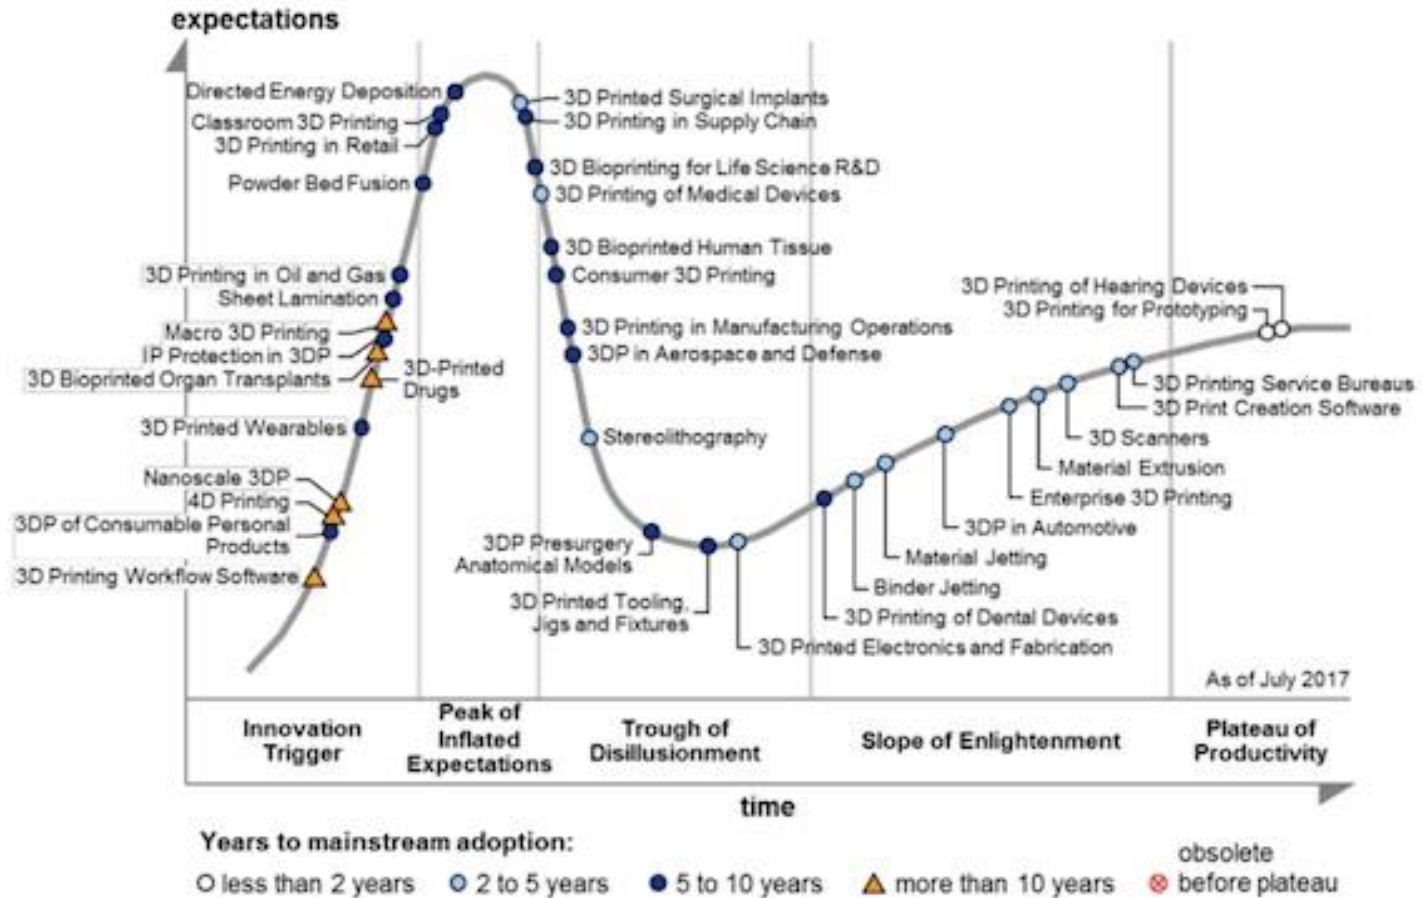 expectations
Directed Energy Deposition
Classroom 3D Printing
3D Printing in Retail
Powder Bed Fusion
3D Printing in Oil and Gas
Sheet Lamination
Macro 3D Printing
IP Protection in 3DP
3D Bioprinted Organ Transplants
3D-Printed
Drugs
3D Printed Wearables
Nanoscale 3DP
4D Printing
3DP of Consumable Personal
Products
3D Printing Workflow Software
3D Printed Surgical Implants
3D Printing in Supply Chain
3D Bioprinting for Life Science R&D
3D Printing of Medical Devices
3D Bioprinted Human Tissue
Consumer 3D Printing
3D Printing in Manufacturing Operations
3DP in Aerospace and Defense
Stereolithography
3DP Presurgery
Anatomical Models
3D Printed Tooling,
Jigs and Fixtures
3D Printed Electronics and Fabrication
3D Printing of Dental Devices
Binder Jetting
Material Jetting
3DP in Automotive
Enterprise 3D Printing
Material Extrusion
3D Scanners
3D Print Creation Software
3D Printing Service Bureaus
3D Printing of Hearing Devices
3D Printing for Prototyping
As of July 2017
Innovation
Trigger
Peak of
Inflated
Expectations
Trough of
Disillusionment
Slope of Enlightenment
Plateau of
Productivity
time
Years to mainstream adoption:
less than 2 years
2 to 5 years
5 to 10 years
more than 10 years
obsolete
before plateau